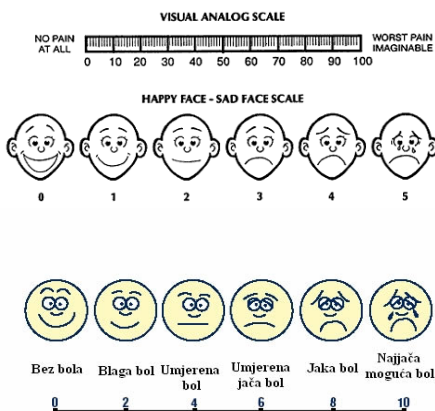 VISUAL ANALOG SCALE
NO PAIN
AT ALL
WORST PAIN
IMAGINABLE
0 10 20 30 40 50 60 70 80 90 100
HAPPY FACE - SAD FACE SCALE
0 1 2 3 4 5
Bez bola
Blaga bol
Umjerena
bol
Umjerena
jača bol
Jaka bol
Najjača
moguća bol
0 2 4 6 8 10